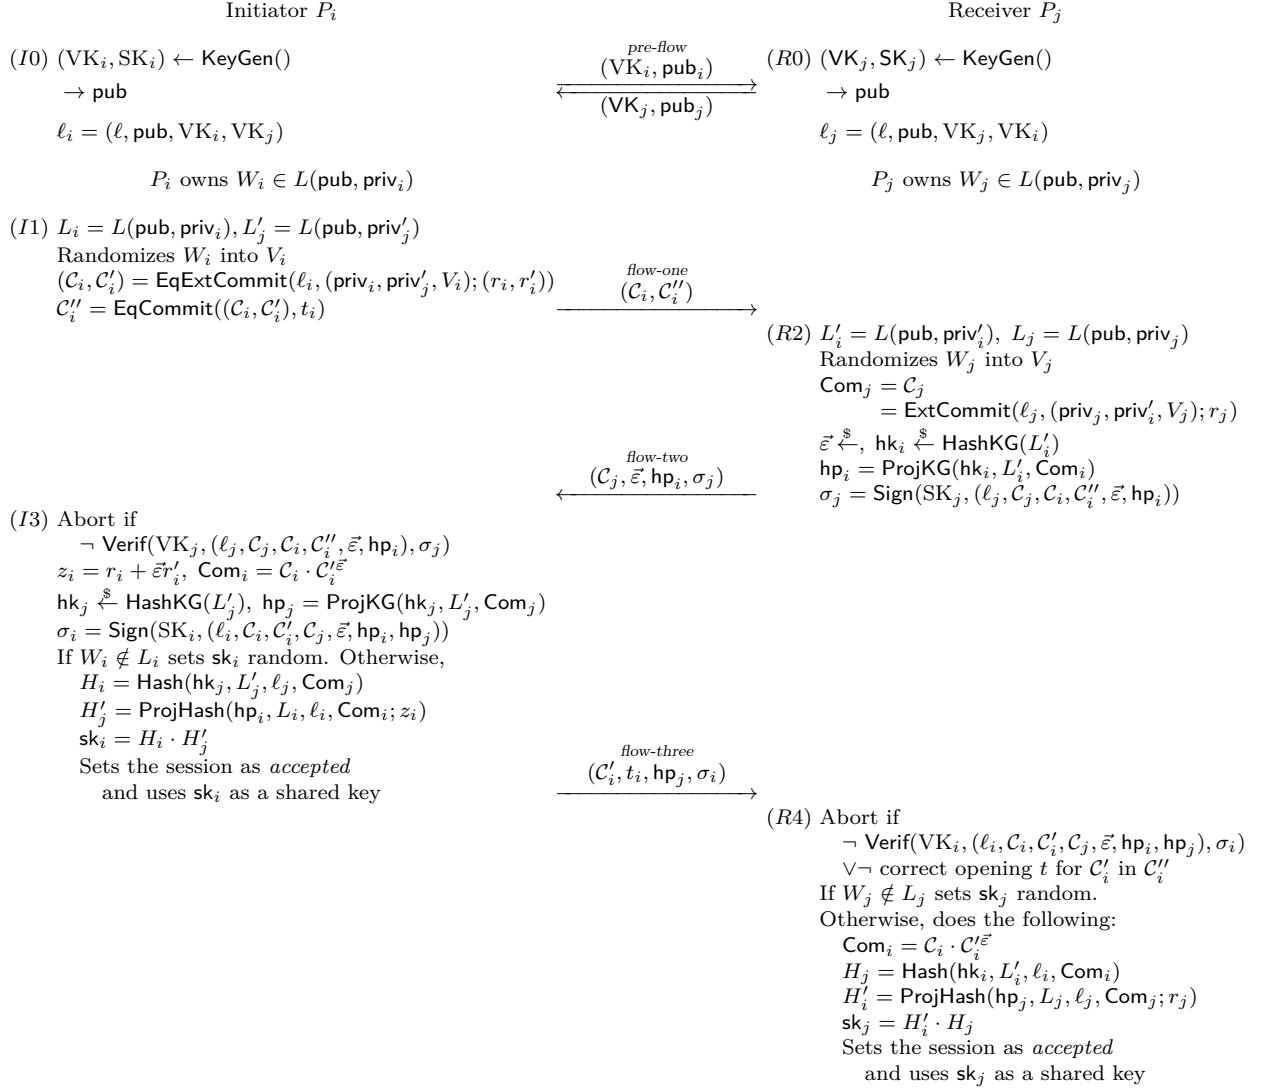 Initiator P_i
Receiver P_j
(I0) (VK_i, SK_i) ← KeyGen()
→ pub
ℓ_i = (ℓ, pub, VK_i, VK_j)
pre-flow
(VK_i, pub_i)
(VK_j, pub_j)
(R0) (VK_j, SK_j) ← KeyGen()
→ pub
ℓ_j = (ℓ, pub, VK_j, VK_i)
P_i owns W_i ∈ L(pub, priv_i)
P_j owns W_j ∈ L(pub, priv_j)
(I1) L_i = L(pub, priv_i), L'_j = L(pub, priv'_j)
Randomizes W_i into V_i
(C_i, C'_i) = EqExtCommit(ℓ_i, (priv_i, priv'_j, V_i); (r_i, r'_i))
C''_i = EqCommit((C_i, C'_i), t_i)
flow-one
(C_i, C''_i)
(R2) L'_i = L(pub, priv'_i), L_j = L(pub, priv_j)
Randomizes W_j into V_j
Com_j = C_j
= ExtCommit(ℓ_j, (priv_j, priv'_i, V_j); r_j)
ε⃗ ←$, hk_i ←$ HashKG(L'_i)
hp_i = ProjKG(hk_i, L'_i, Com_i)
σ_j = Sign(SK_j, (ℓ_j, C_j, C_i, C''_i, ε⃗, hp_i))
flow-two
(C_j, ε⃗, hp_i, σ_j)
(I3) Abort if
¬ Verif(VK_j, (ℓ_j, C_j, C_i, C''_i, ε⃗, hp_i), σ_j)
z_i = r_i + ε⃗r'_i, Com_i = C_i · C'_i^ε⃗
hk_j ←$ HashKG(L'_j), hp_j = ProjKG(hk_j, L'_j, Com_j)
σ_i = Sign(SK_i, (ℓ_i, C_i, C'_i, C_j, ε⃗, hp_i, hp_j))
If W_i ∉ L_i sets sk_i random. Otherwise,
H_i = Hash(hk_j, L'_j, ℓ_j, Com_j)
H'_j = ProjHash(hp_i, L_i, ℓ_i, Com_i; z_i)
sk_i = H_i · H'_j
Sets the session as accepted
and uses sk_i as a shared key
flow-three
(C'_i, t_i, hp_j, σ_i)
(R4) Abort if
¬ Verif(VK_i, (ℓ_i, C_i, C'_i, C_j, ε⃗, hp_i, hp_j), σ_i)
∨¬ correct opening t for C'_i in C''_i
If W_j ∉ L_j sets sk_j random.
Otherwise, does the following:
Com_i = C_i · C'_i^ε⃗
H_j = Hash(hk_i, L'_i, ℓ_i, Com_i)
H'_i = ProjHash(hp_j, L_j, ℓ_j, Com_j; r_j)
sk_j = H'_i · H_j
Sets the session as accepted
and uses sk_j as a shared key